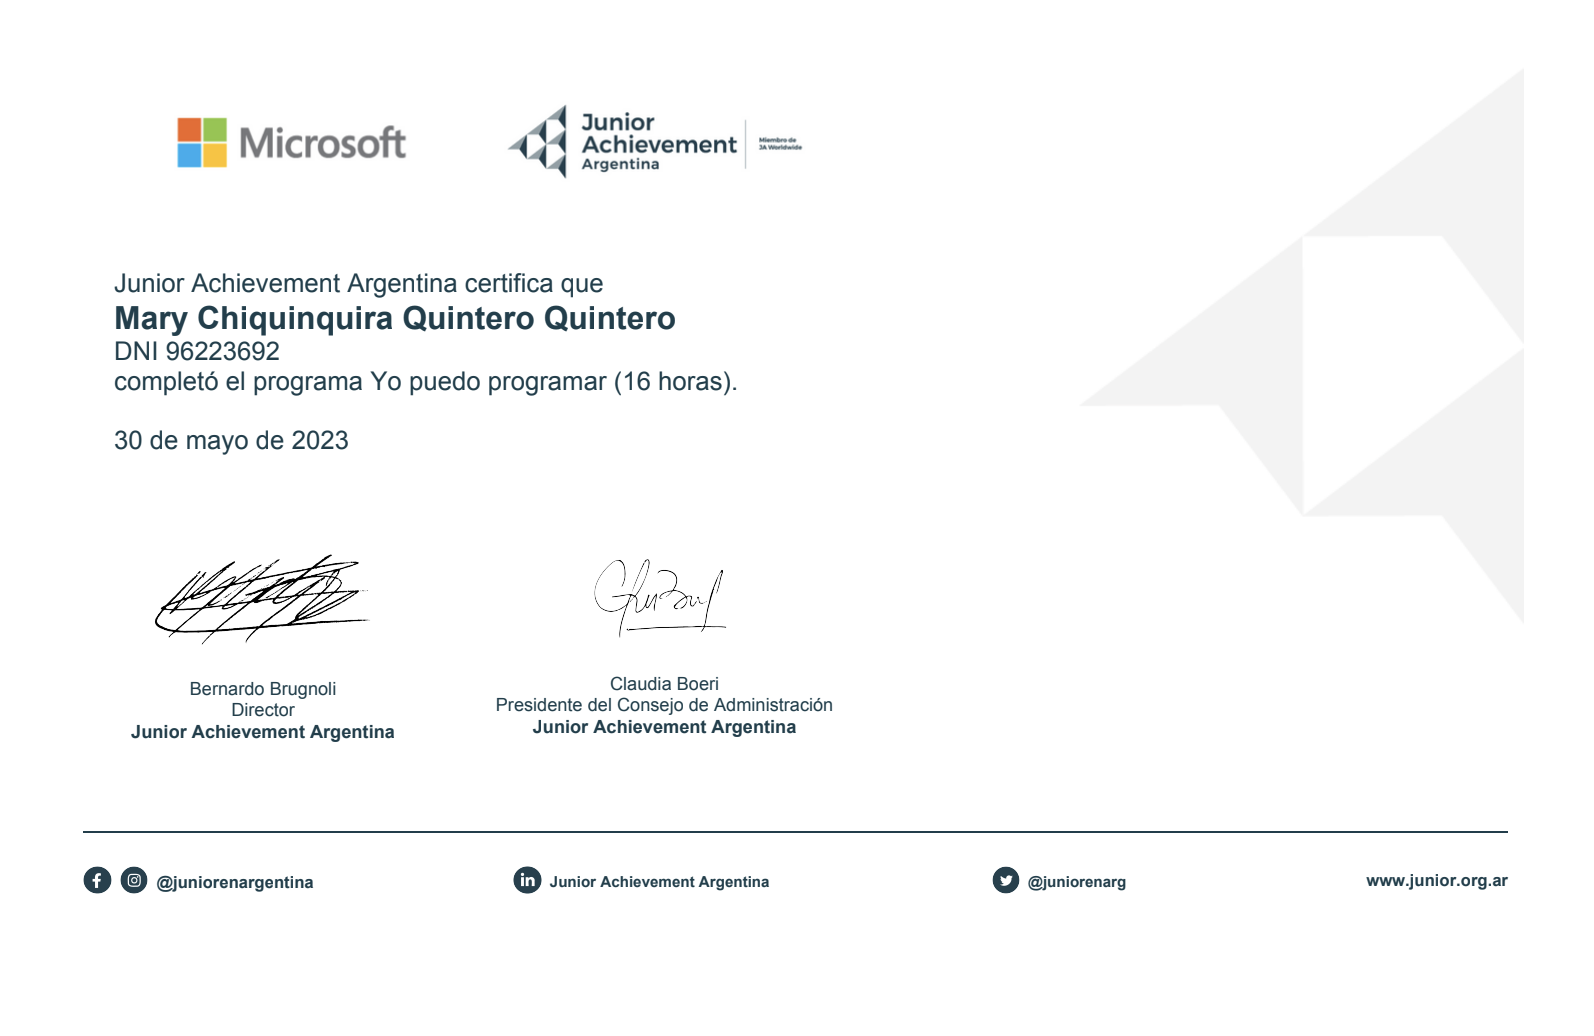 Microsoft
Junior
Achievement
Argentina
Miembro de
JA Worldwide
Junior Achievement Argentina certifica que
Mary Chiquinquira Quintero Quintero
DNI 96223692
completó el programa Yo puedo programar (16 horas).
30 de mayo de 2023
Bernardo Brugnoli
Director
Junior Achievement Argentina
Claudia Boeri
Presidente del Consejo de Administración
Junior Achievement Argentina
@juniorenargentina
Junior Achievement Argentina
@juniorenarg
www.junior.org.ar